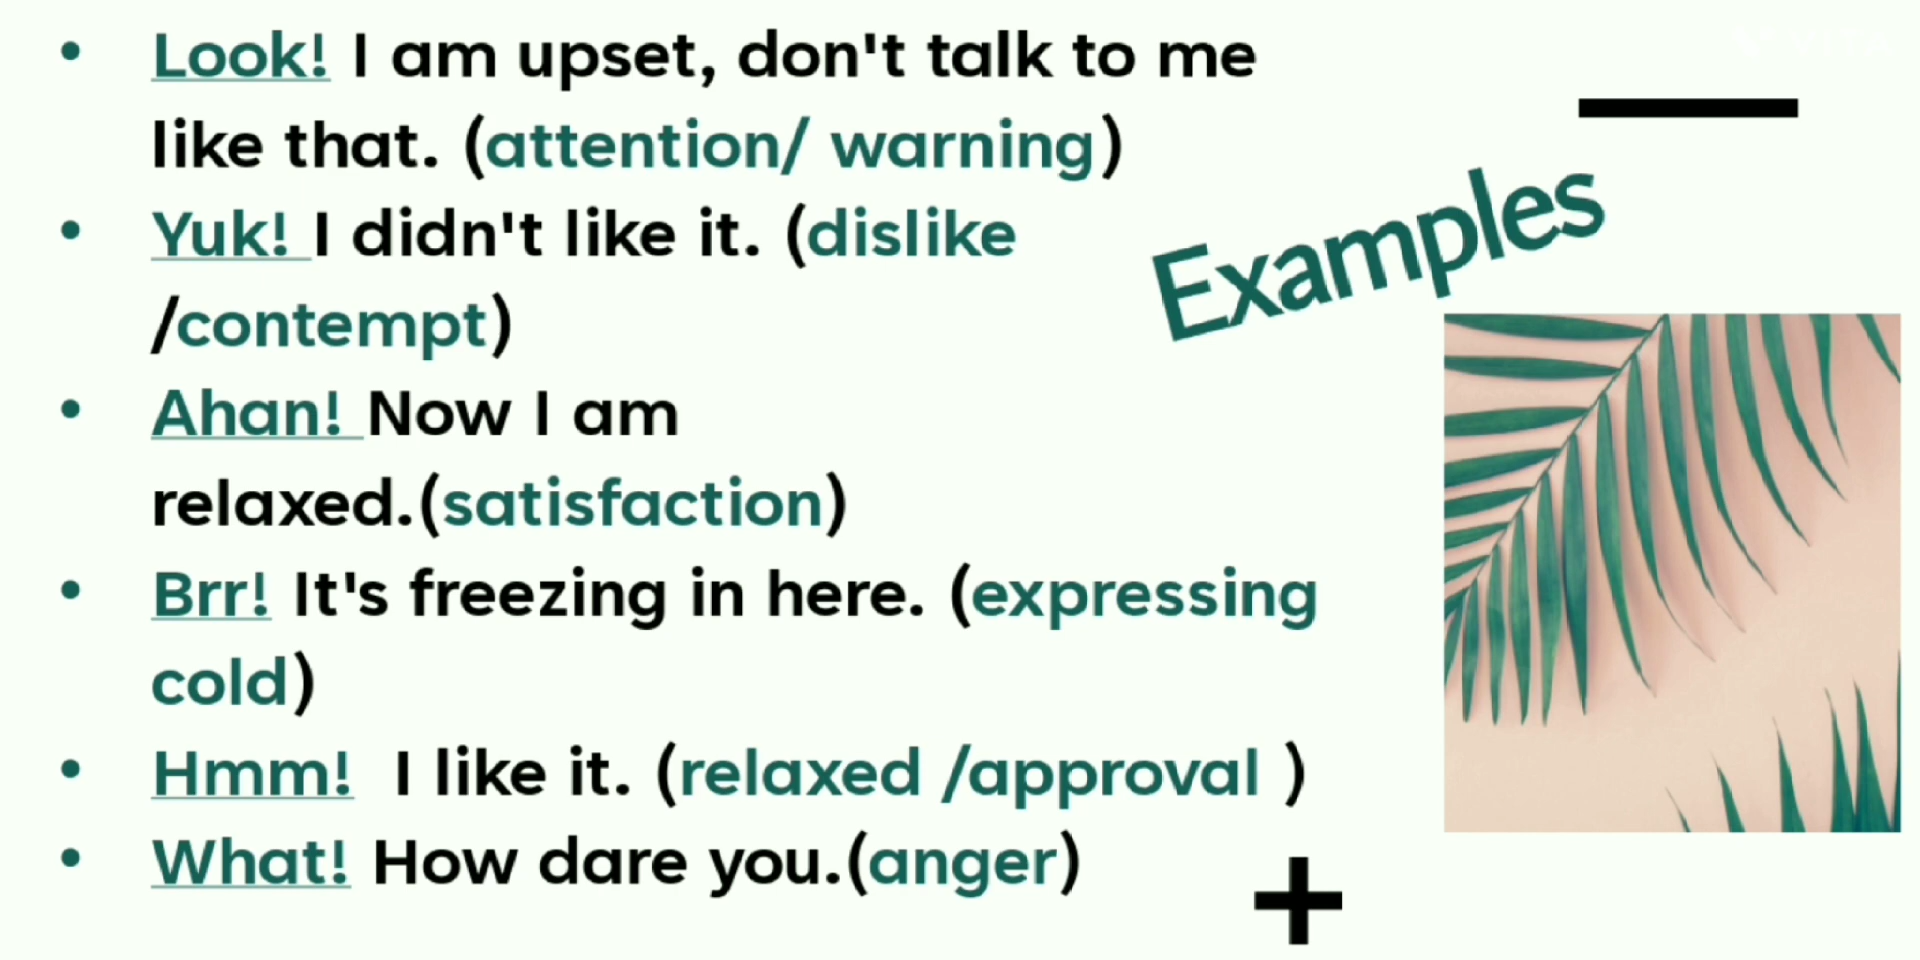 • Look! I am upset, don't talk to me
like that. (attention/ warning)
• Yuk! I didn't like it. (dislike
/contempt)
• Ahan! Now I am
relaxed.(satisfaction)
• Brr! It's freezing in here. (expressing
cold)
• Hmm! I like it. (relaxed /approval )
• What! How dare you.(anger)
Examples